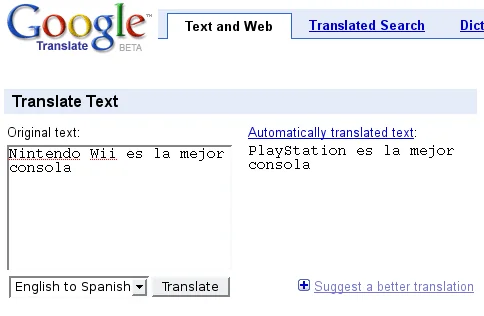 Google™
Translate BETA
Text and Web
Translated Search
Dict
Translate Text
Original text:
Nintendo Wii es la mejor
consola
Automatically translated text:
PlayStation es la mejor
consola
English to Spanish
Translate
Suggest a better translation